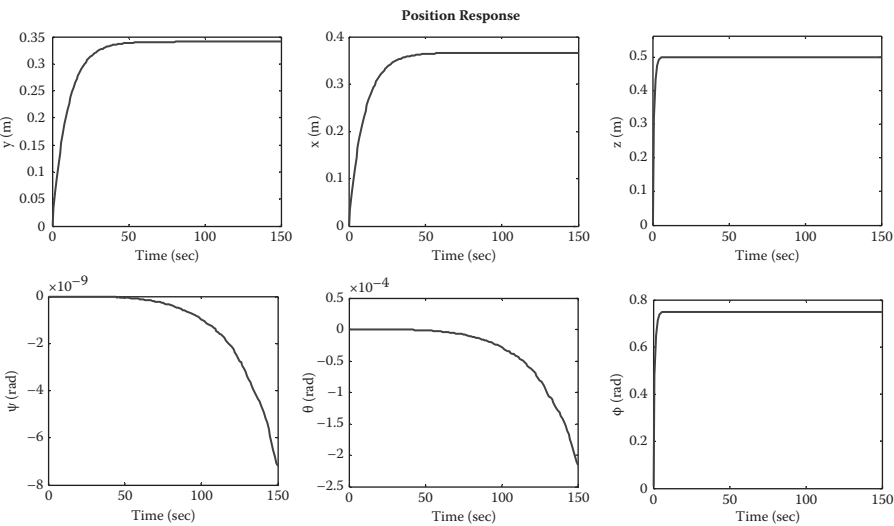 Position Response
0.35
0.3
0.25
0.2
0.15
0.1
0.05
0
y (m)
0 50 100 150
Time (sec)
0.4
0.3
0.2
0.1
0
x (m)
0 50 100 150
Time (sec)
0.5
0.4
0.3
0.2
0.1
0
z (m)
0 50 100 150
Time (sec)
×10⁻⁹
0
−2
−4
−6
−8
ψ (rad)
0 50 100 150
Time (sec)
×10⁻⁴
0.5
0
−0.5
−1
−1.5
−2
−2.5
θ (rad)
0 50 100 150
Time (sec)
0.8
0.6
0.4
0.2
0
ϕ (rad)
0 50 100 150
Time (sec)